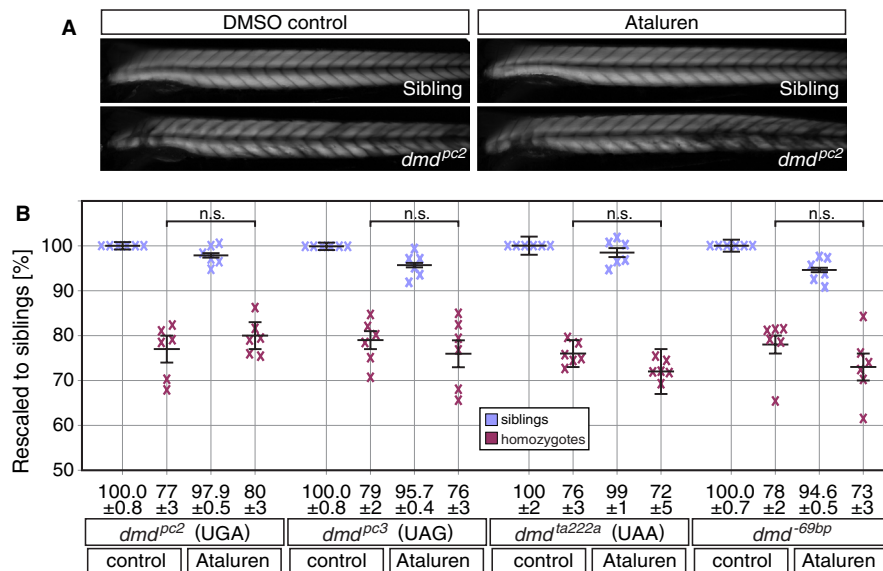 A
DMSO control
Ataluren
Sibling
Sibling
dmd^pc2
dmd^pc2
B
n.s.
n.s.
n.s.
n.s.
Rescaled to siblings [%]
100
90
80
70
60
50
siblings
homozygotes
100.0 77 97.9 80 100.0 79 95.7 76 100 76 99 72 100.0 78 94.6 73
±0.8 ±3 ±0.5 ±3 ±0.8 ±2 ±0.4 ±3 ±2 ±3 ±1 ±5 ±0.7 ±2 ±0.5 ±3
dmd^pc2 (UGA) dmd^pc3 (UAG) dmd^ta222a (UAA) dmd^-69bp
control Ataluren control Ataluren control Ataluren control Ataluren